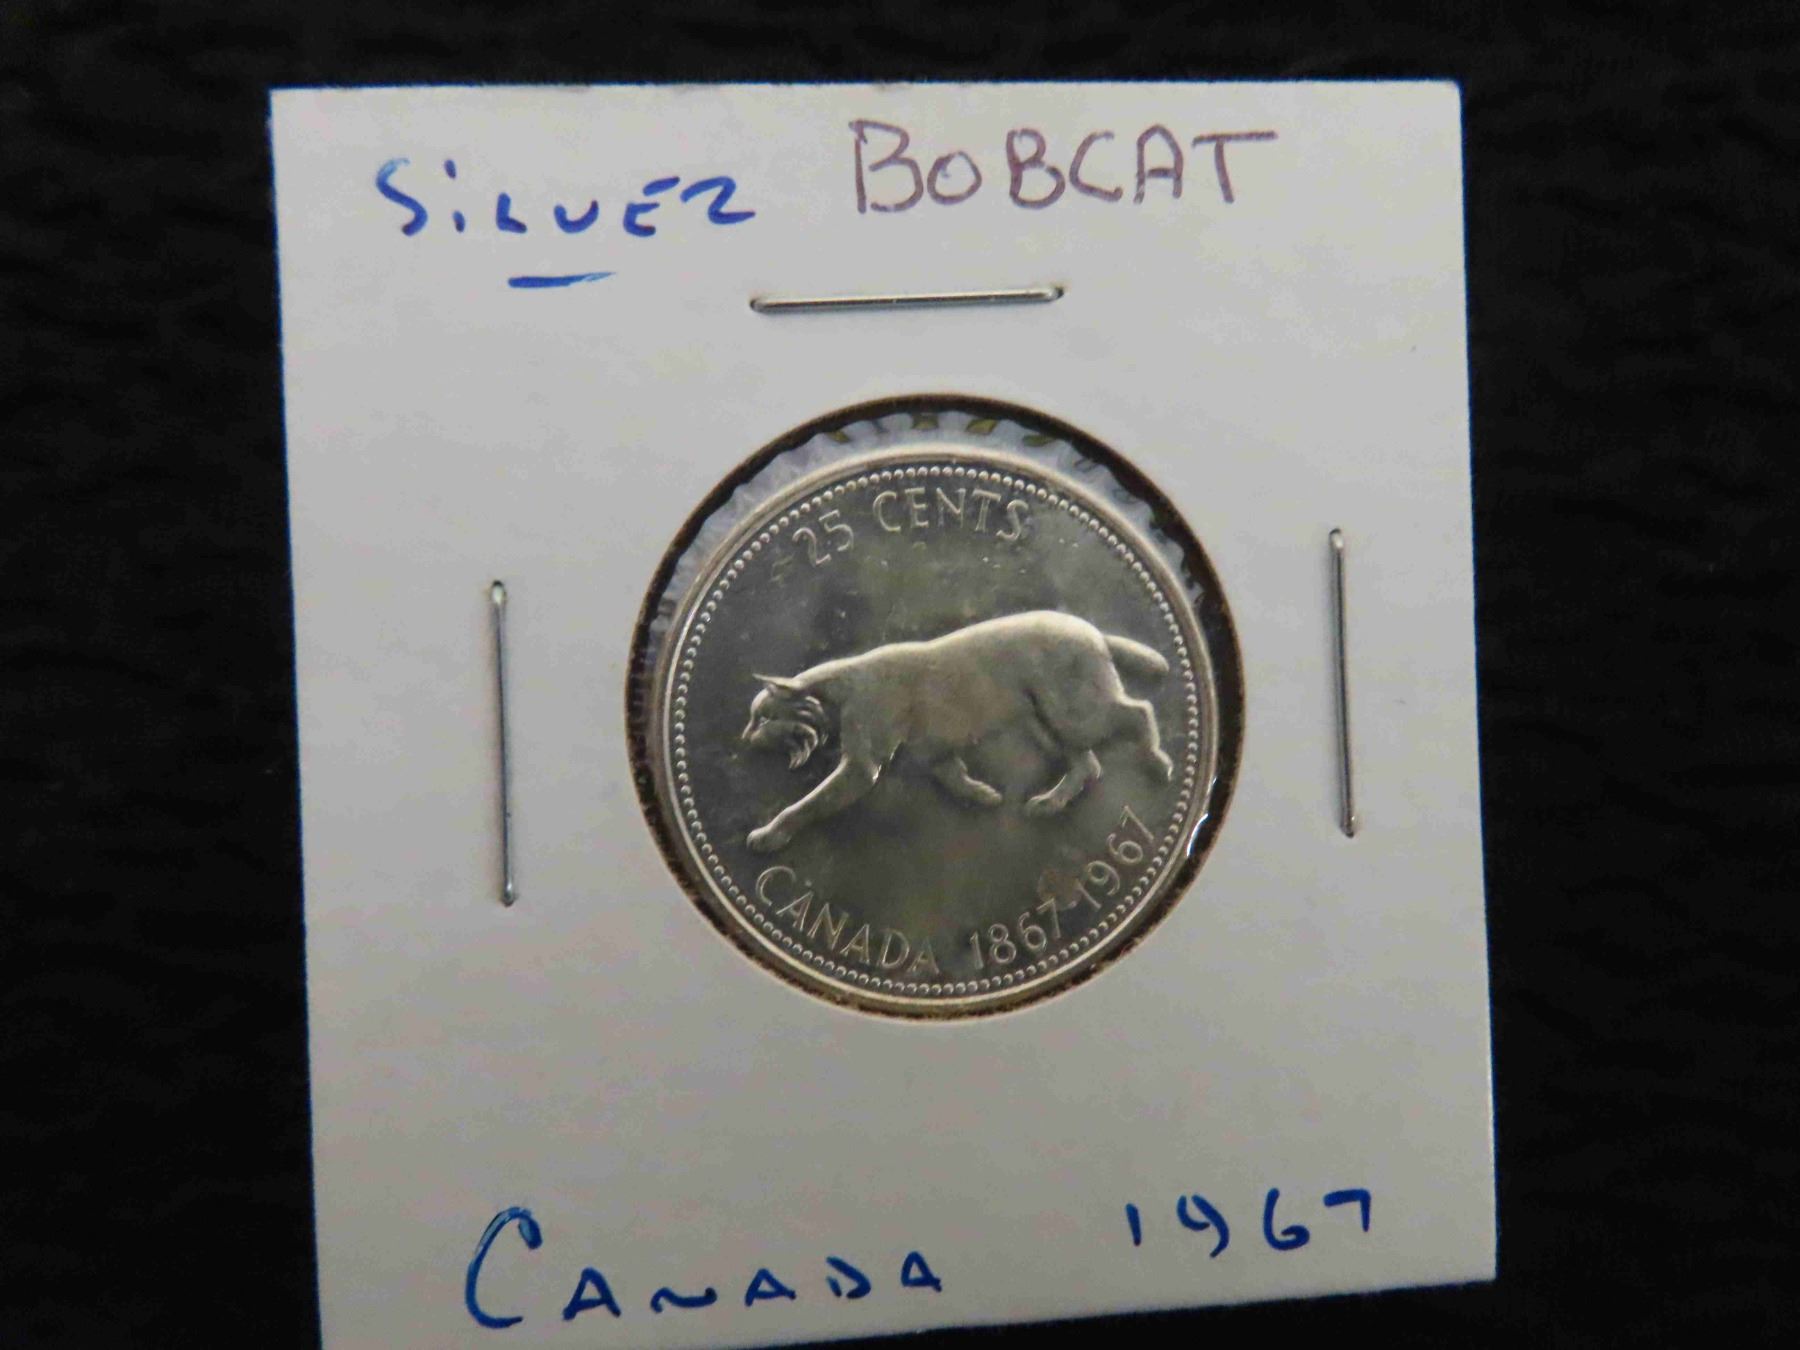 SiLVER BOBCAT
25 CENTS
CANADA 1867-1967
CANADA 1967